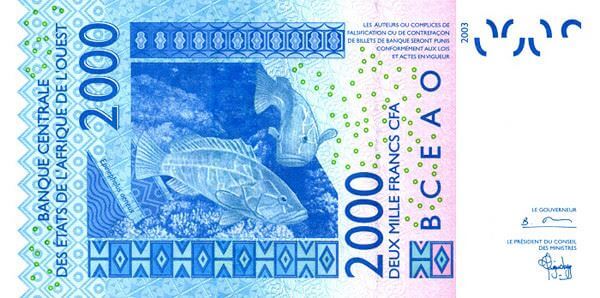 BANQUE CENTRALE
DES ÉTATS DE L'AFRIQUE DE L'OUEST
2000
Epinephelus aeneus
LES AUTEURS OU COMPLICES DE
FALSIFICATION OU DE CONTREFAÇON
DE BILLETS DE BANQUE SERONT PUNIS
CONFORMÉMENT AUX LOIS
ET ACTES EN VIGUEUR
2000
DEUX MILLE FRANCS CFA
BCEAO
2003
LE GOUVERNEUR
LE PRÉSIDENT DU CONSEIL
DES MINISTRES